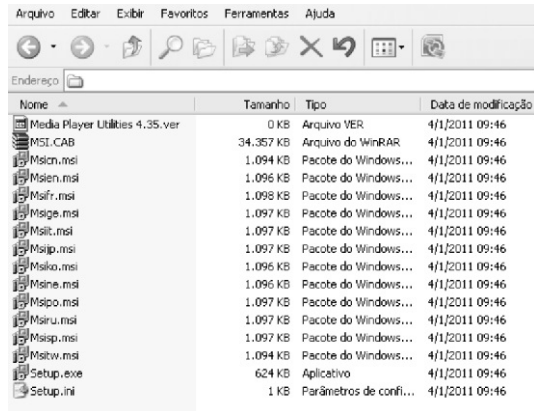 Arquivo Editar Exibir Favoritos Ferramentas Ajuda
Endereço
Nome Tamanho Tipo Data de modificação
Media Player Utilities 4.35.ver 0 KB Arquivo VER 4/1/2011 09:46
MSI.CAB 34.357 KB Arquivo do WinRAR 4/1/2011 09:46
Msicn.msi 1.094 KB Pacote do Windows... 4/1/2011 09:46
Msien.msi 1.096 KB Pacote do Windows... 4/1/2011 09:46
Msifr.msi 1.098 KB Pacote do Windows... 4/1/2011 09:46
Msige.msi 1.097 KB Pacote do Windows... 4/1/2011 09:46
Msiit.msi 1.097 KB Pacote do Windows... 4/1/2011 09:46
Msijp.msi 1.097 KB Pacote do Windows... 4/1/2011 09:46
Msiko.msi 1.096 KB Pacote do Windows... 4/1/2011 09:46
Msine.msi 1.096 KB Pacote do Windows... 4/1/2011 09:46
Msipo.msi 1.097 KB Pacote do Windows... 4/1/2011 09:46
Msiru.msi 1.097 KB Pacote do Windows... 4/1/2011 09:46
Msisp.msi 1.097 KB Pacote do Windows... 4/1/2011 09:46
Msitw.msi 1.094 KB Pacote do Windows... 4/1/2011 09:46
Setup.exe 624 KB Aplicativo 4/1/2011 09:46
Setup.ini 1 KB Parâmetros de confi... 4/1/2011 09:46